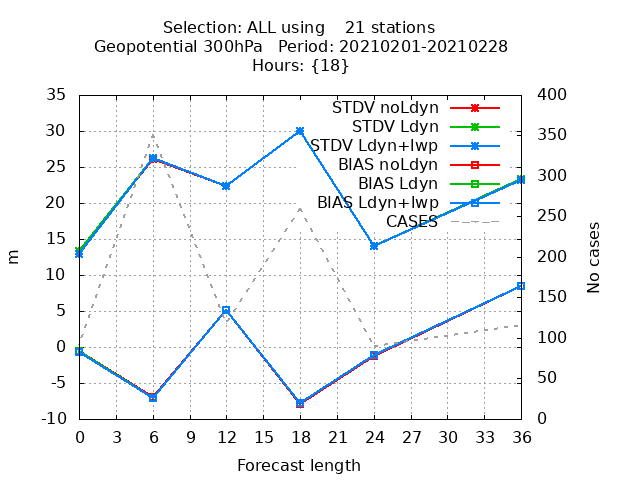 Selection: ALL using    21 stations
Geopotential 300hPa   Period: 20210201-20210228
Hours: {18}
35
30
25
20
15
10
5
0
-5
-10
m
STDV noLdyn
STDV Ldyn
STDV Ldyn+lwp
BIAS noLdyn
BIAS Ldyn
BIAS Ldyn+lwp
CASES
400
350
300
250
200
150
100
50
0
No cases
0 3 6 9 12 15 18 21 24 27 30 33 36
Forecast length